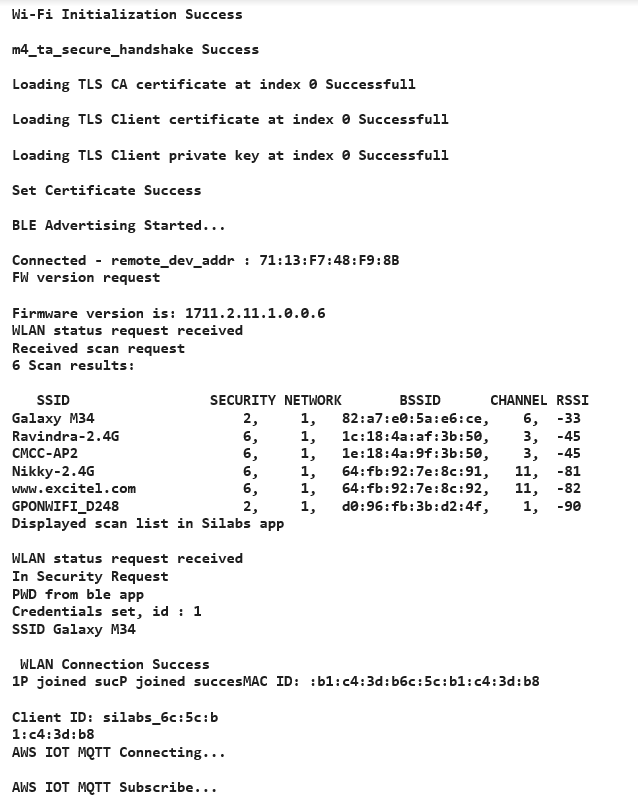 Wi-Fi Initialization Success
m4_ta_secure_handshake Success
Loading TLS CA certificate at index 0 Successfull
Loading TLS Client certificate at index 0 Successfull
Loading TLS Client private key at index 0 Successfull
Set Certificate Success
BLE Advertising Started...
Connected - remote_dev_addr : 71:13:F7:48:F9:8B
FW version request
Firmware version is: 1711.2.11.1.0.0.6
WLAN status request received
Received scan request
6 Scan results:
SSID SECURITY NETWORK BSSID CHANNEL RSSI
Galaxy M34 2, 1, 82:a7:e0:5a:e6:ce, 6, -33
Ravindra-2.4G 6, 1, 1c:18:4a:af:3b:50, 3, -45
CMCC-AP2 6, 1, 1e:18:4a:9f:3b:50, 3, -45
Nikky-2.4G 6, 1, 64:fb:92:7e:8c:91, 11, -81
www.excitel.com 6, 1, 64:fb:92:7e:8c:92, 11, -82
GPONWIFI_D248 2, 1, d0:96:fb:3b:d2:4f, 1, -90
Displayed scan list in Silabs app
WLAN status request received
In Security Request
PWD from ble app
Credentials set, id : 1
SSID Galaxy M34
WLAN Connection Success
1P joined sucP joined succesMAC ID: :b1:c4:3d:b6c:5c:b1:c4:3d:b8
Client ID: silabs_6c:5c:b
1:c4:3d:b8
AWS IOT MQTT Connecting...
AWS IOT MQTT Subscribe...